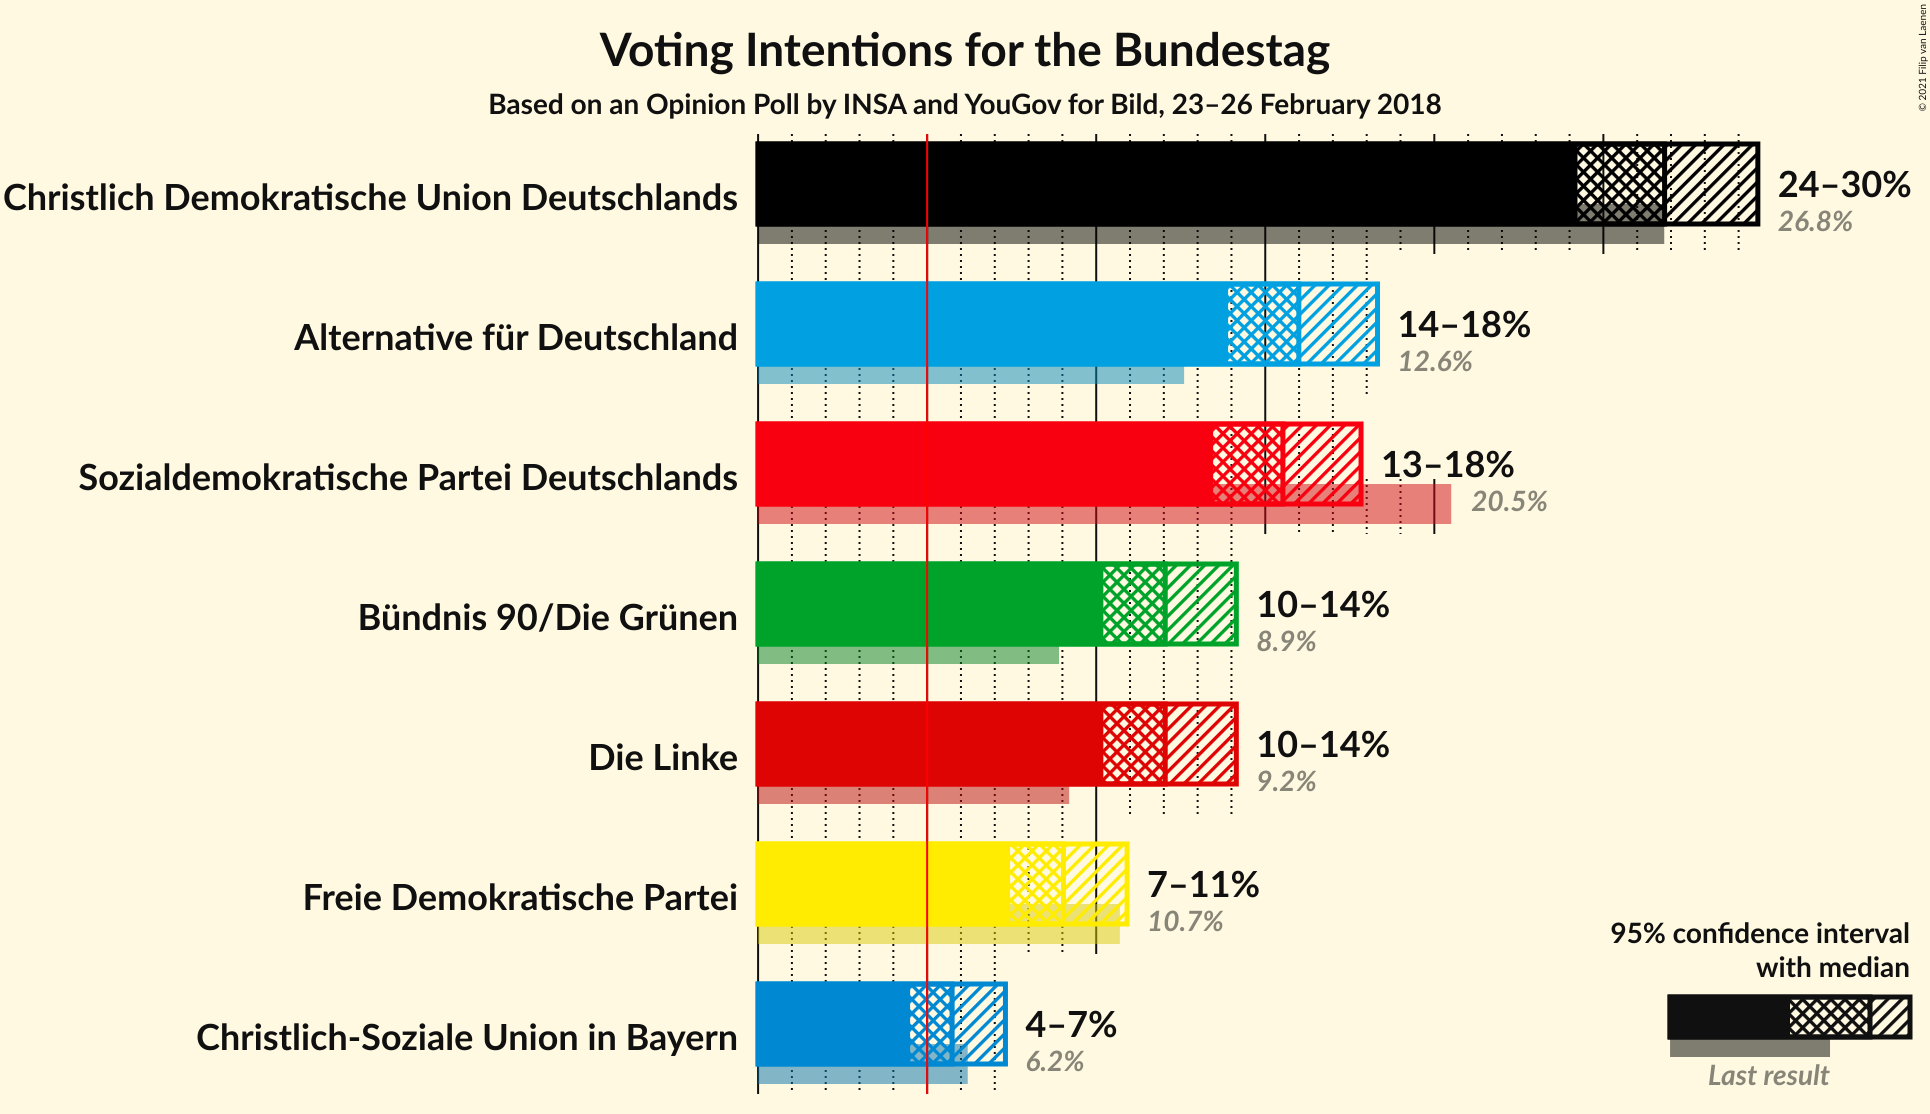 Voting Intentions for the Bundestag
Based on an Opinion Poll by INSA and YouGov for Bild, 23–26 February 2018
© 2021 Filip van Laenen
Christlich Demokratische Union Deutschlands
24–30%
26.8%
Alternative für Deutschland
14–18%
12.6%
Sozialdemokratische Partei Deutschlands
13–18%
20.5%
Bündnis 90/Die Grünen
10–14%
8.9%
Die Linke
10–14%
9.2%
Freie Demokratische Partei
7–11%
10.7%
Christlich-Soziale Union in Bayern
4–7%
6.2%
95% confidence interval
with median
Last result